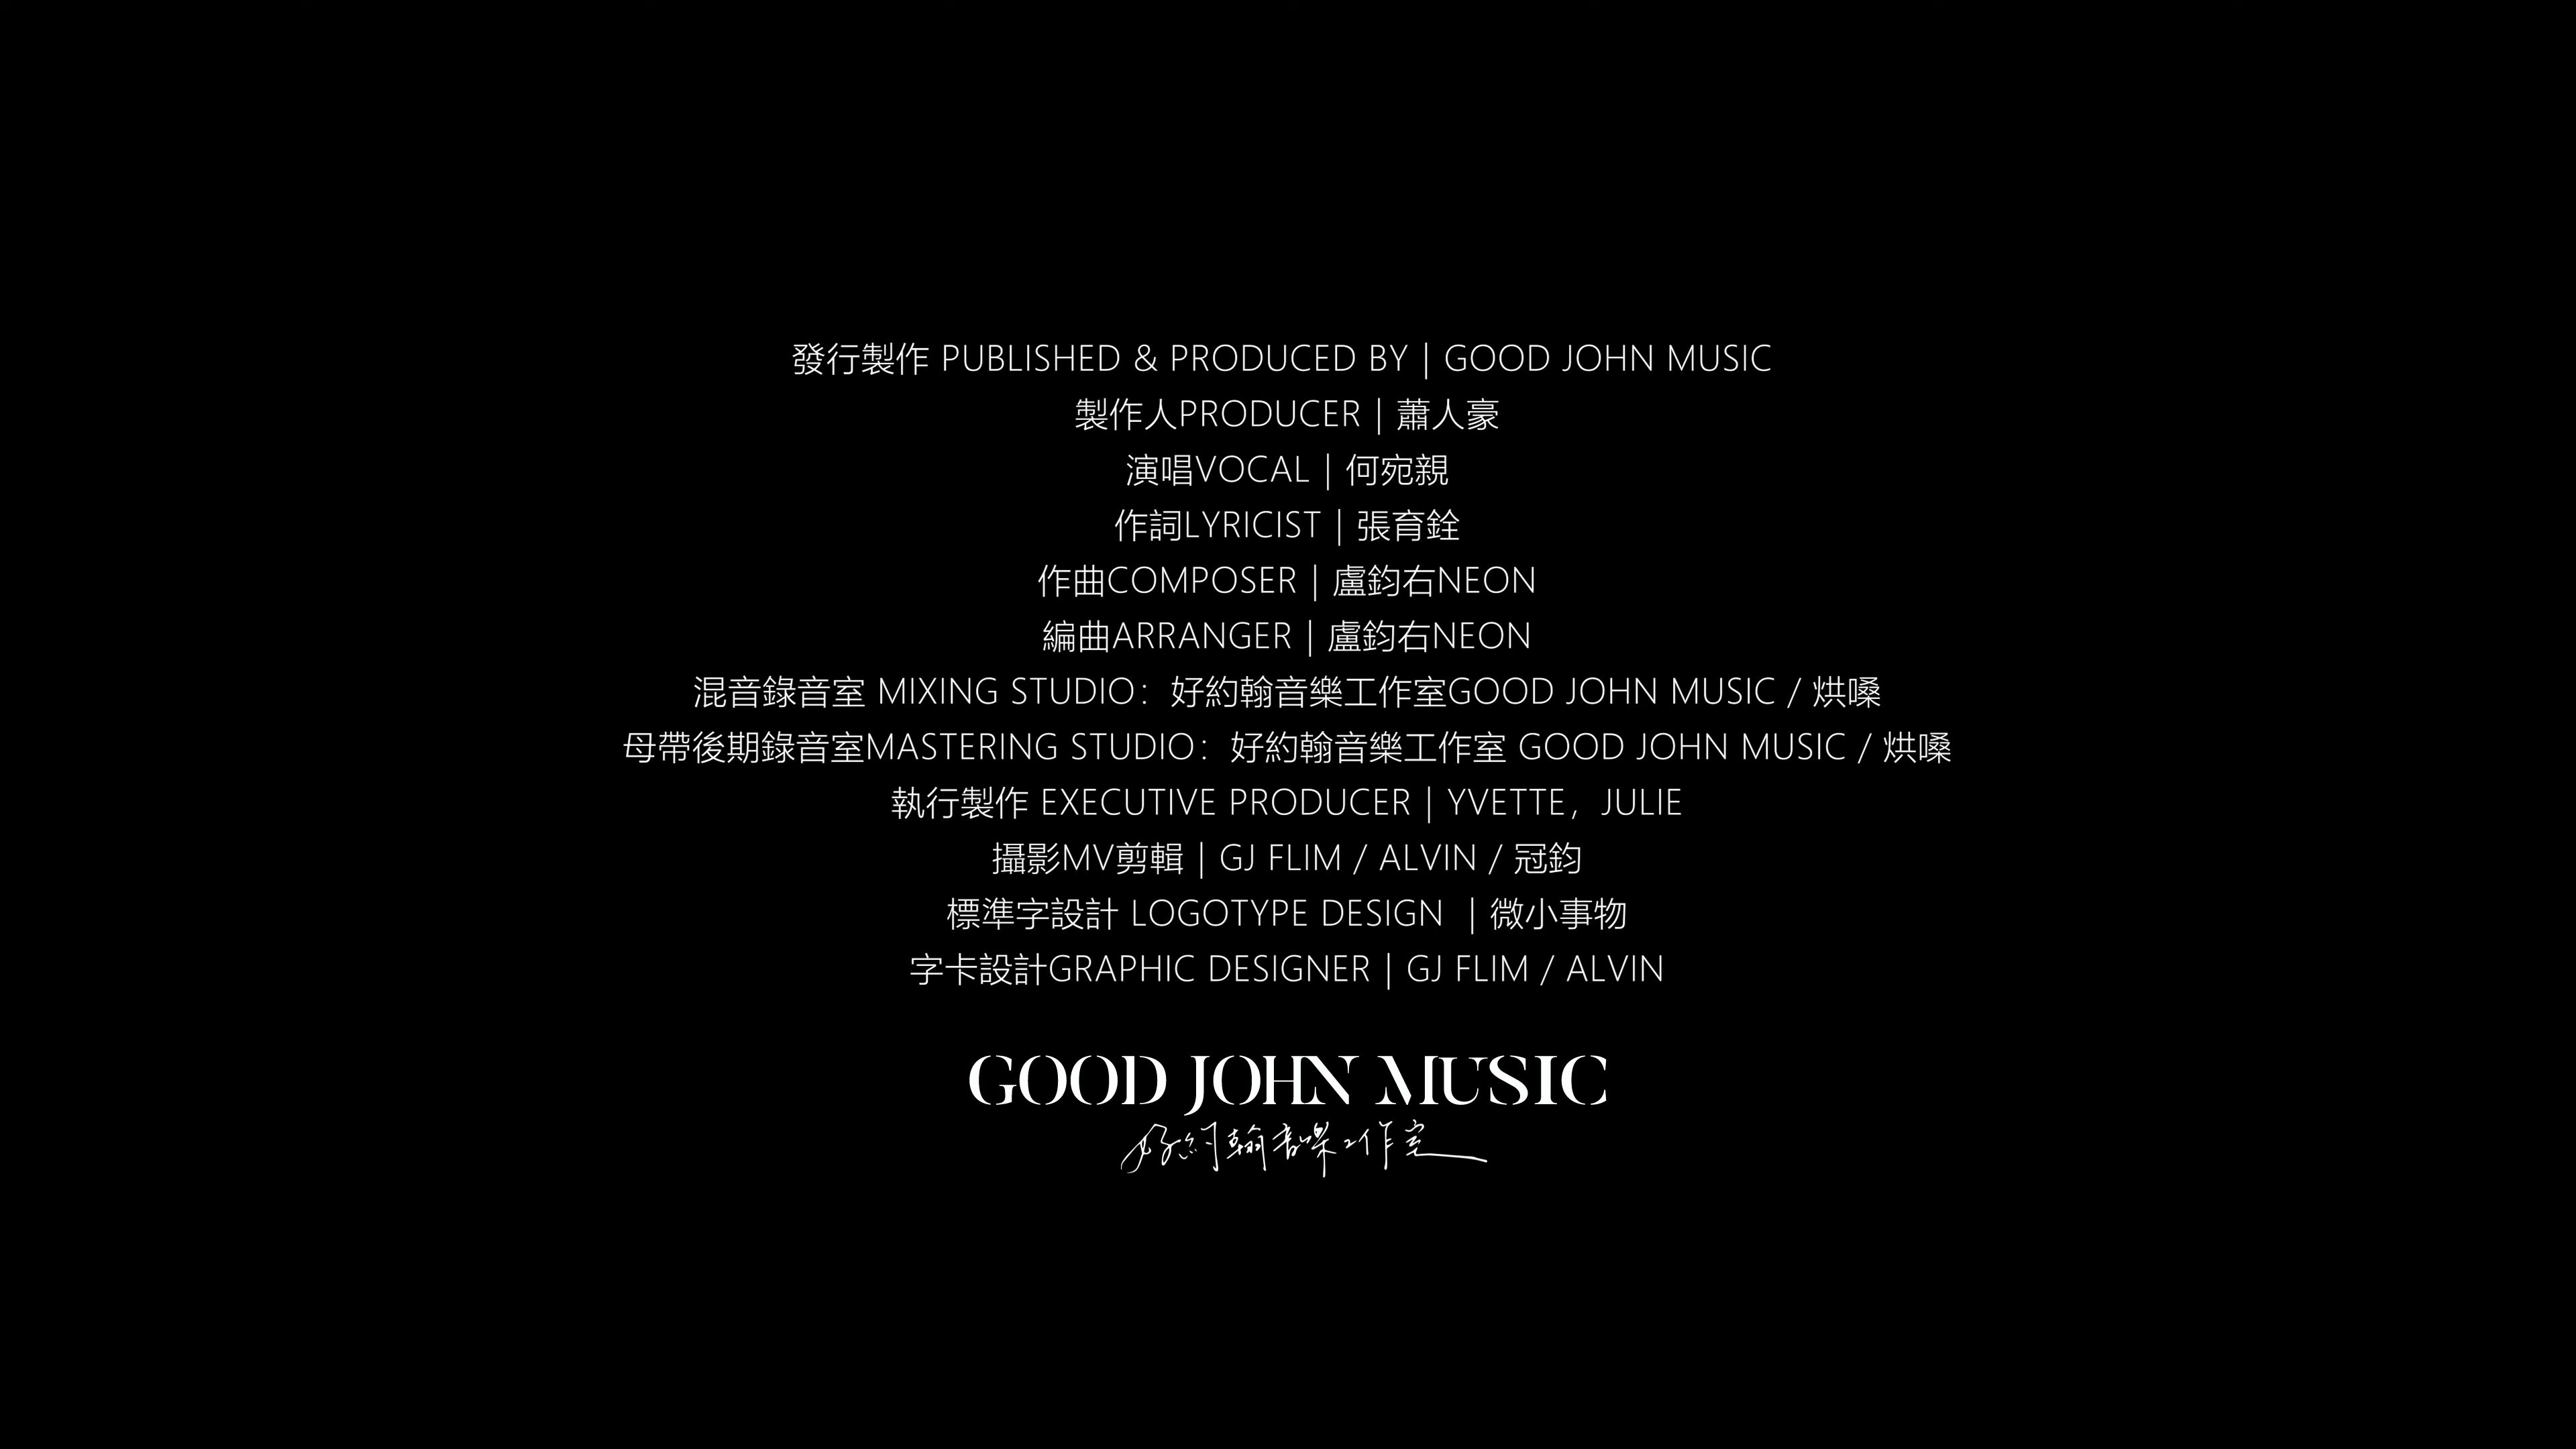 發行製作 PUBLISHED & PRODUCED BY | GOOD JOHN MUSIC
製作人PRODUCER | 蕭人豪
演唱VOCAL | 何宛親
作詞LYRICIST | 張育銓
作曲COMPOSER | 盧鈞右NEON
編曲ARRANGER | 盧鈞右NEON
混音錄音室 MIXING STUDIO：好約翰音樂工作室GOOD JOHN MUSIC / 烘嗓
母帶後期錄音室MASTERING STUDIO：好約翰音樂工作室 GOOD JOHN MUSIC / 烘嗓
執行製作 EXECUTIVE PRODUCER | YVETTE，JULIE
攝影MV剪輯 | GJ FLIM / ALVIN / 冠鈞
標準字設計 LOGOTYPE DESIGN ｜微小事物
字卡設計GRAPHIC DESIGNER | GJ FLIM / ALVIN
GOOD JOHN MUSIC
好約翰音樂工作室